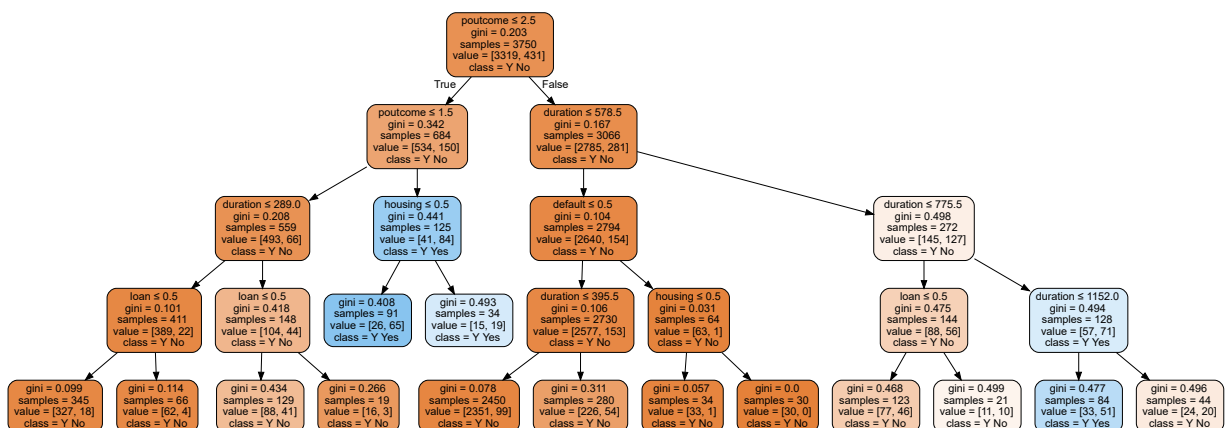 poutcome ≤ 2.5
gini = 0.203
samples = 3750
value = [3319, 431]
class = Y No
True
False
poutcome ≤ 1.5
gini = 0.342
samples = 684
value = [534, 150]
class = Y No
duration ≤ 578.5
gini = 0.167
samples = 3066
value = [2785, 281]
class = Y No
duration ≤ 289.0
gini = 0.208
samples = 559
value = [493, 66]
class = Y No
housing ≤ 0.5
gini = 0.441
samples = 125
value = [41, 84]
class = Y Yes
default ≤ 0.5
gini = 0.104
samples = 2794
value = [2640, 154]
class = Y No
duration ≤ 775.5
gini = 0.498
samples = 272
value = [145, 127]
class = Y No
loan ≤ 0.5
gini = 0.101
samples = 411
value = [389, 22]
class = Y No
loan ≤ 0.5
gini = 0.418
samples = 148
value = [104, 44]
class = Y No
gini = 0.408
samples = 91
value = [26, 65]
class = Y Yes
gini = 0.493
samples = 34
value = [15, 19]
class = Y Yes
duration ≤ 395.5
gini = 0.106
samples = 2730
value = [2577, 153]
class = Y No
housing ≤ 0.5
gini = 0.031
samples = 64
value = [63, 1]
class = Y No
loan ≤ 0.5
gini = 0.475
samples = 144
value = [88, 56]
class = Y No
duration ≤ 1152.0
gini = 0.494
samples = 128
value = [57, 71]
class = Y Yes
gini = 0.099
samples = 345
value = [327, 18]
class = Y No
gini = 0.114
samples = 66
value = [62, 4]
class = Y No
gini = 0.434
samples = 129
value = [88, 41]
class = Y No
gini = 0.266
samples = 19
value = [16, 3]
class = Y No
gini = 0.078
samples = 2450
value = [2351, 99]
class = Y No
gini = 0.311
samples = 280
value = [226, 54]
class = Y No
gini = 0.057
samples = 34
value = [33, 1]
class = Y No
gini = 0.0
samples = 30
value = [30, 0]
class = Y No
gini = 0.468
samples = 123
value = [77, 46]
class = Y No
gini = 0.499
samples = 21
value = [11, 10]
class = Y No
gini = 0.477
samples = 84
value = [33, 51]
class = Y Yes
gini = 0.496
samples = 44
value = [24, 20]
class = Y No